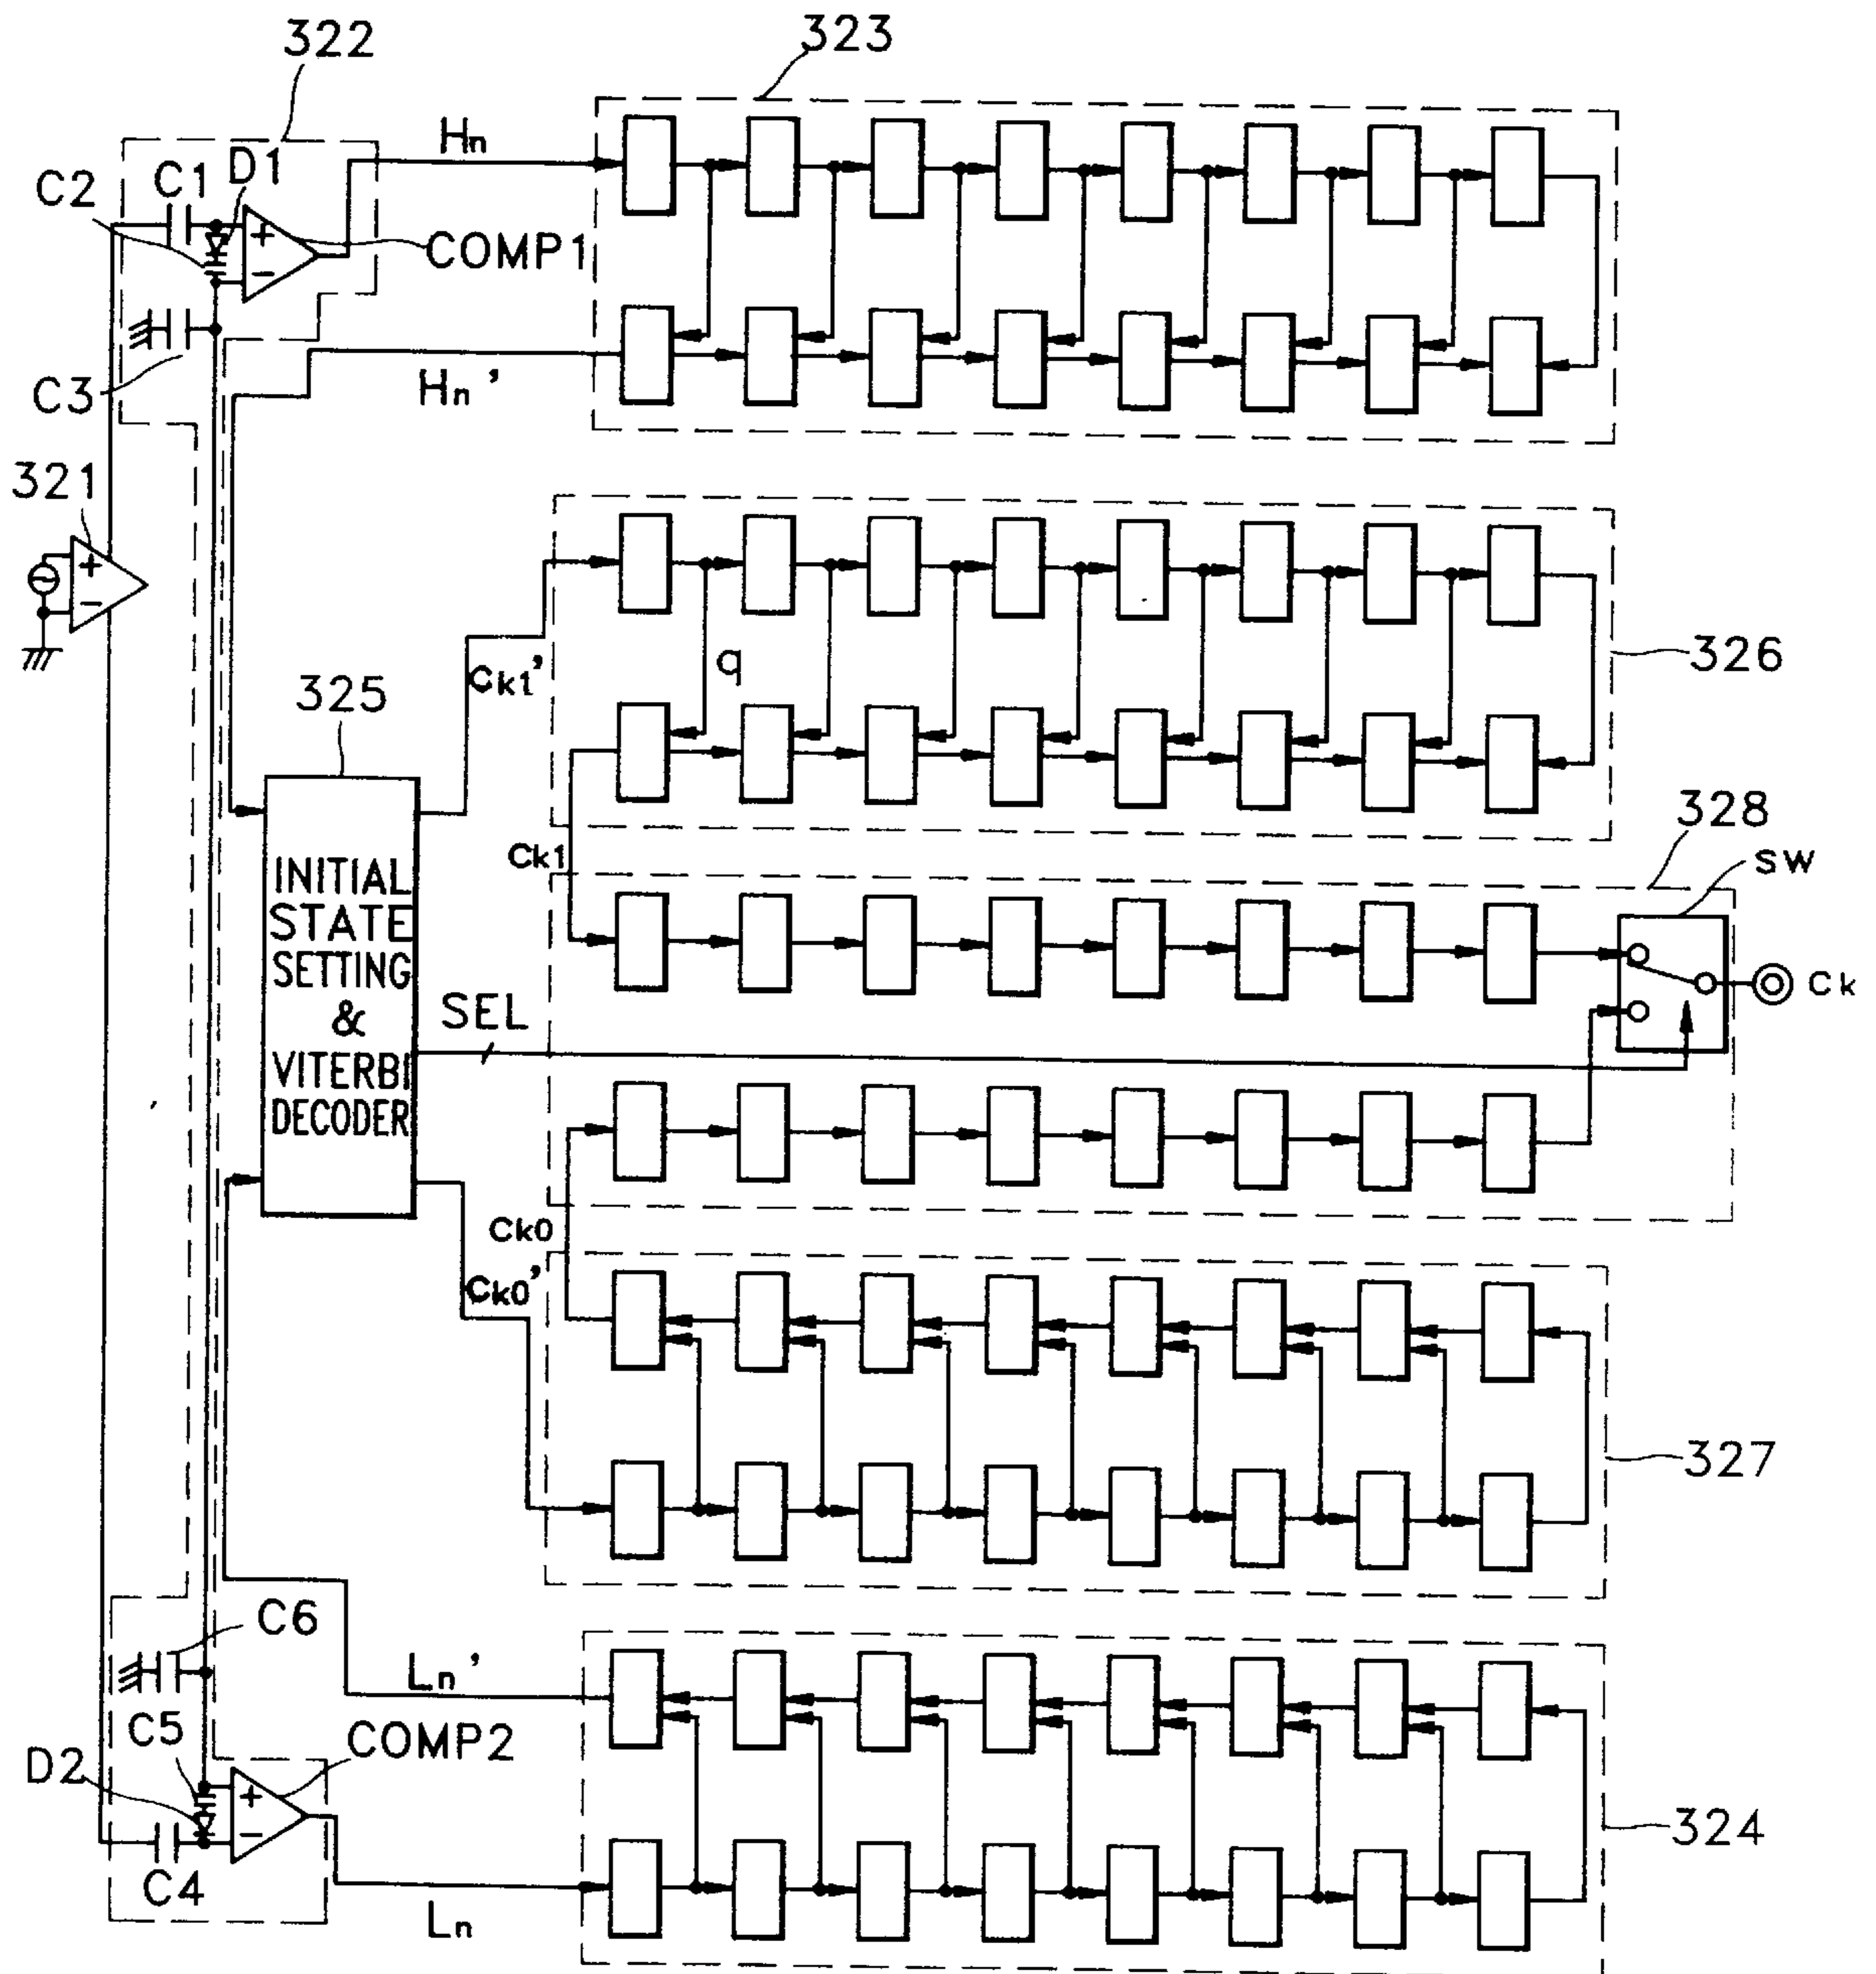 322
323
Hn
C1
D1
C2
+
−
COMP1
C3
Hn'
321
+
−
326
q
Ck1'
325
328
SW
Ck1
INITIAL
STATE
SETTING
&
VITERBI
DECODER
Ck
SEL
Ck0
Ck0'
327
C6
Ln'
C5
COMP2
D2
+
−
324
C4
Ln